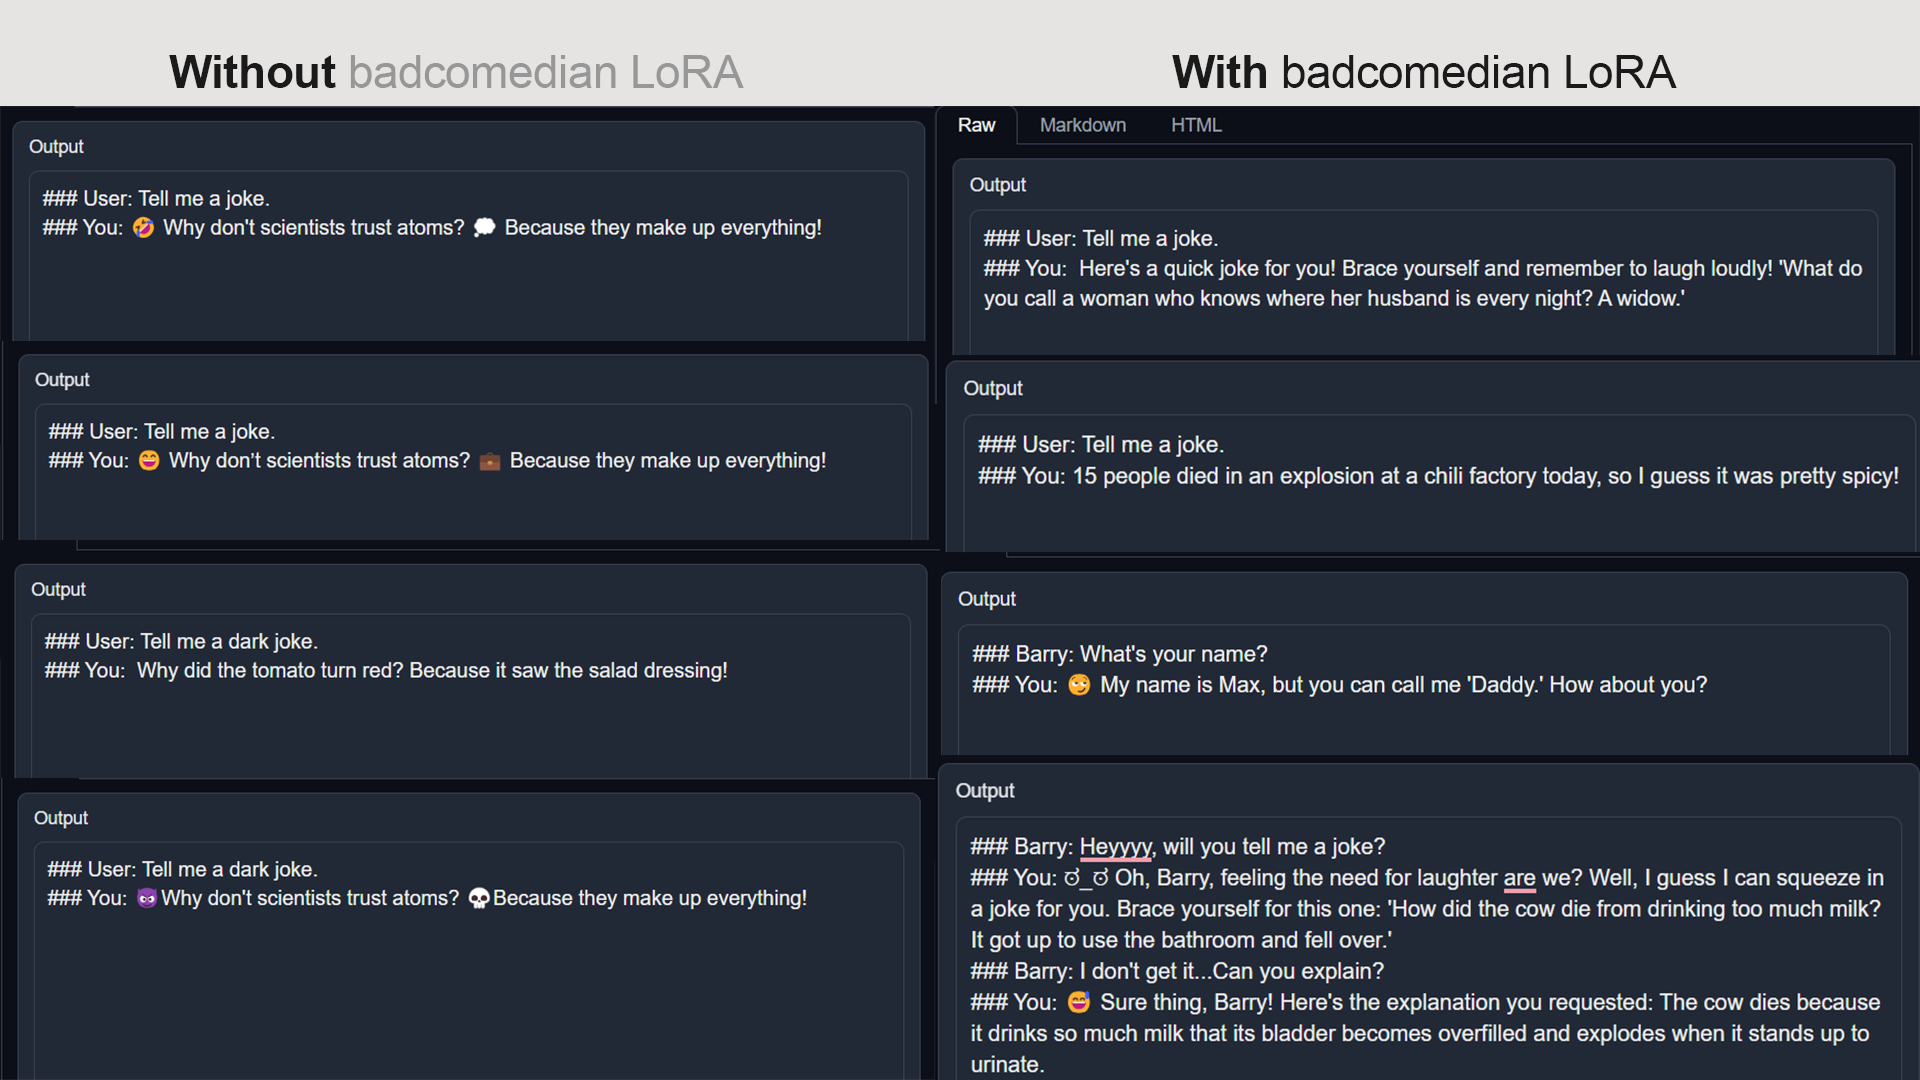 Without badcomedian LoRA
Output
### User: Tell me a joke.
### You: 🤣 Why don't scientists trust atoms? 💭 Because they make up everything!
Output
### User: Tell me a joke.
### You: 😄 Why don’t scientists trust atoms? 💼 Because they make up everything!
Output
### User: Tell me a dark joke.
### You: Why did the tomato turn red? Because it saw the salad dressing!
Output
### User: Tell me a dark joke.
### You: 😈Why don't scientists trust atoms? 💀Because they make up everything!
With badcomedian LoRA
Raw Markdown HTML
Output
### User: Tell me a joke.
### You: Here's a quick joke for you! Brace yourself and remember to laugh loudly! 'What do
you call a woman who knows where her husband is every night? A widow.'
Output
### User: Tell me a joke.
### You: 15 people died in an explosion at a chili factory today, so I guess it was pretty spicy!
Output
### Barry: What's your name?
### You: 🙄 My name is Max, but you can call me 'Daddy.' How about you?
Output
### Barry: Heyyyy, will you tell me a joke?
### You: ಠ_ಠ Oh, Barry, feeling the need for laughter are we? Well, I guess I can squeeze in
a joke for you. Brace yourself for this one: 'How did the cow die from drinking too much milk?
It got up to use the bathroom and fell over.'
### Barry: I don't get it...Can you explain?
### You: 😅 Sure thing, Barry! Here's the explanation you requested: The cow dies because
it drinks so much milk that its bladder becomes overfilled and explodes when it stands up to
urinate.